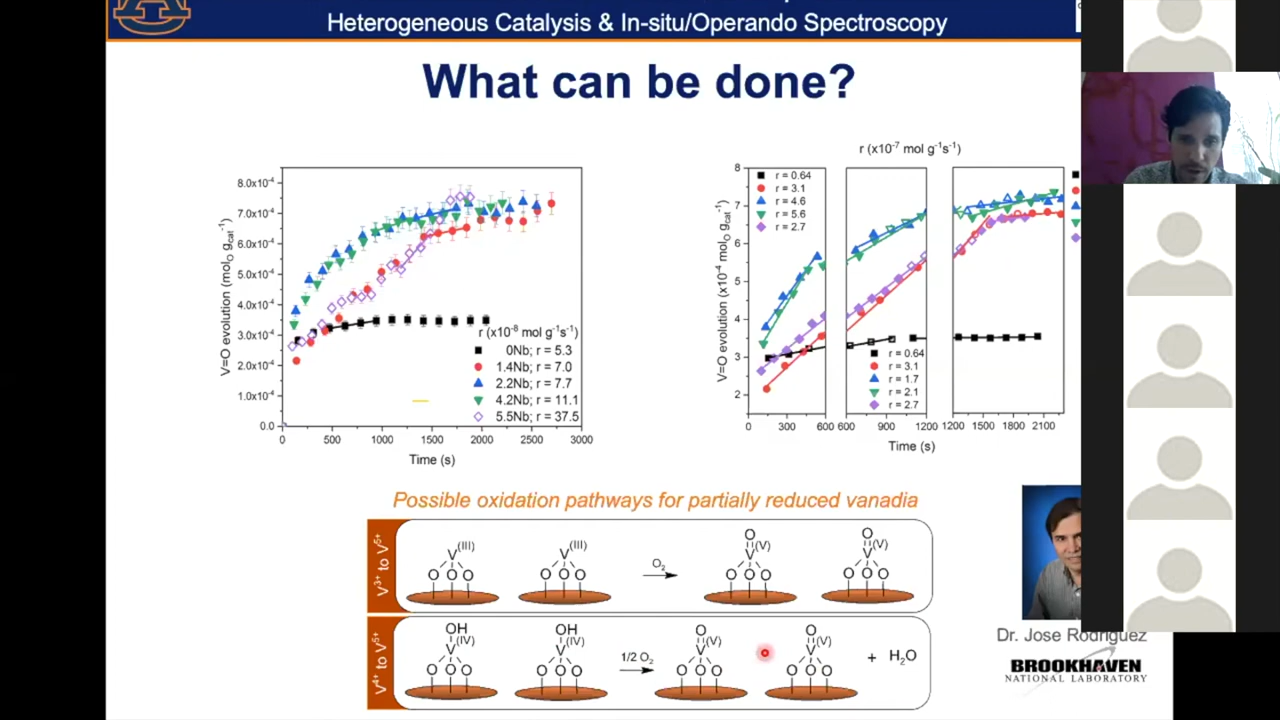 Heterogeneous Catalysis & In-situ/Operando Spectroscopy
What can be done?
V=O evolution (mol_O g_cat^-1)
8.0x10^-4
7.0x10^-4
6.0x10^-4
5.0x10^-4
4.0x10^-4
3.0x10^-4
2.0x10^-4
1.0x10^-4
0.0
0 500 1000 1500 2000 2500 3000
Time (s)
r (x10^-8 mol g^-1s^-1)
0Nb; r = 5.3
1.4Nb; r = 7.0
2.2Nb; r = 7.7
4.2Nb; r = 11.1
5.5Nb; r = 37.5
r (x10^-7 mol g^-1s^-1)
V=O evolution (x10^-4 mol_O g_cat^-1)
8
7
6
5
4
3
2
r = 0.64
r = 3.1
r = 4.6
r = 5.6
r = 2.7
r = 0.64
r = 3.1
r = 1.7
r = 2.1
r = 2.7
0 300 600 600 900 1200 1200 1500 1800 2100
Time (s)
Possible oxidation pathways for partially reduced vanadia
V^3+ to V^5+
V (III)
O O O
V (III)
O O O
O2
O
V (V)
O O O
O
V (V)
O O O
V^4+ to V^5+
OH
V (IV)
O O O
OH
V (IV)
O O O
1/2 O2
O
V (V)
O O O
O
V (V)
O O O
+ H2O
Dr. Jose Rodriguez
BROOKHAVEN
NATIONAL LABORATORY